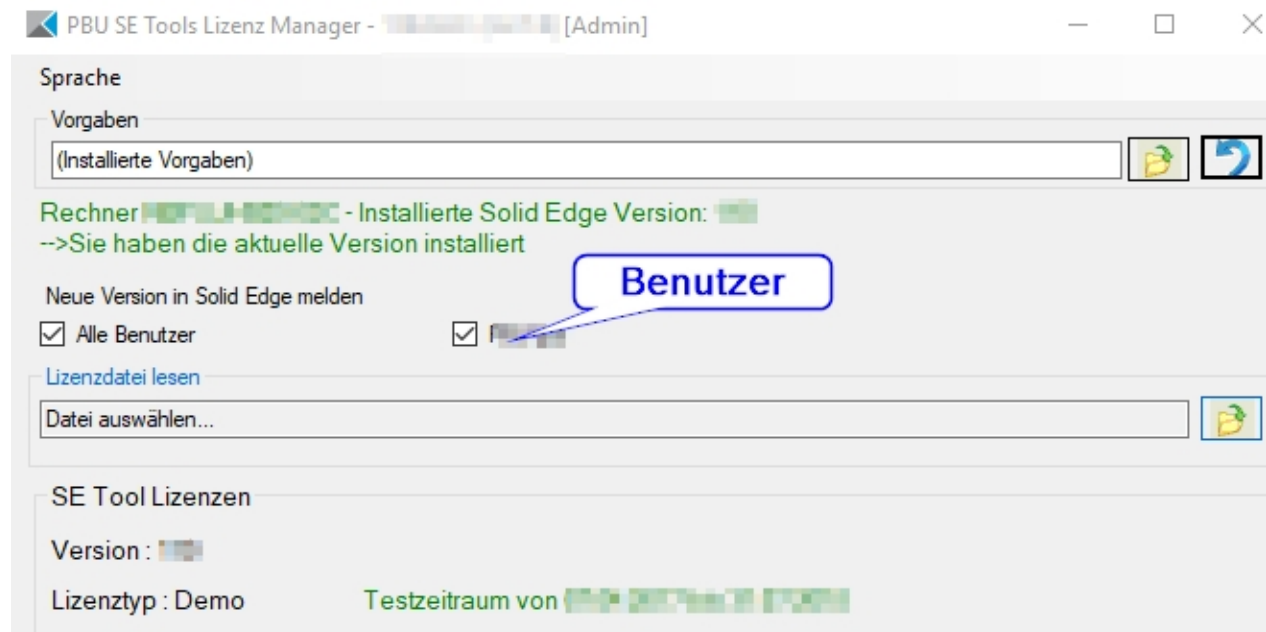 PBU SE Tools Lizenz Manager - [Admin]
Sprache
Vorgaben
(Installierte Vorgaben)
Rechner - Installierte Solid Edge Version:
-->Sie haben die aktuelle Version installiert
Benutzer
Neue Version in Solid Edge melden
Alle Benutzer
Lizenzdatei lesen
Datei auswählen...
SE Tool Lizenzen
Version :
Lizenztyp : Demo Testzeitraum von